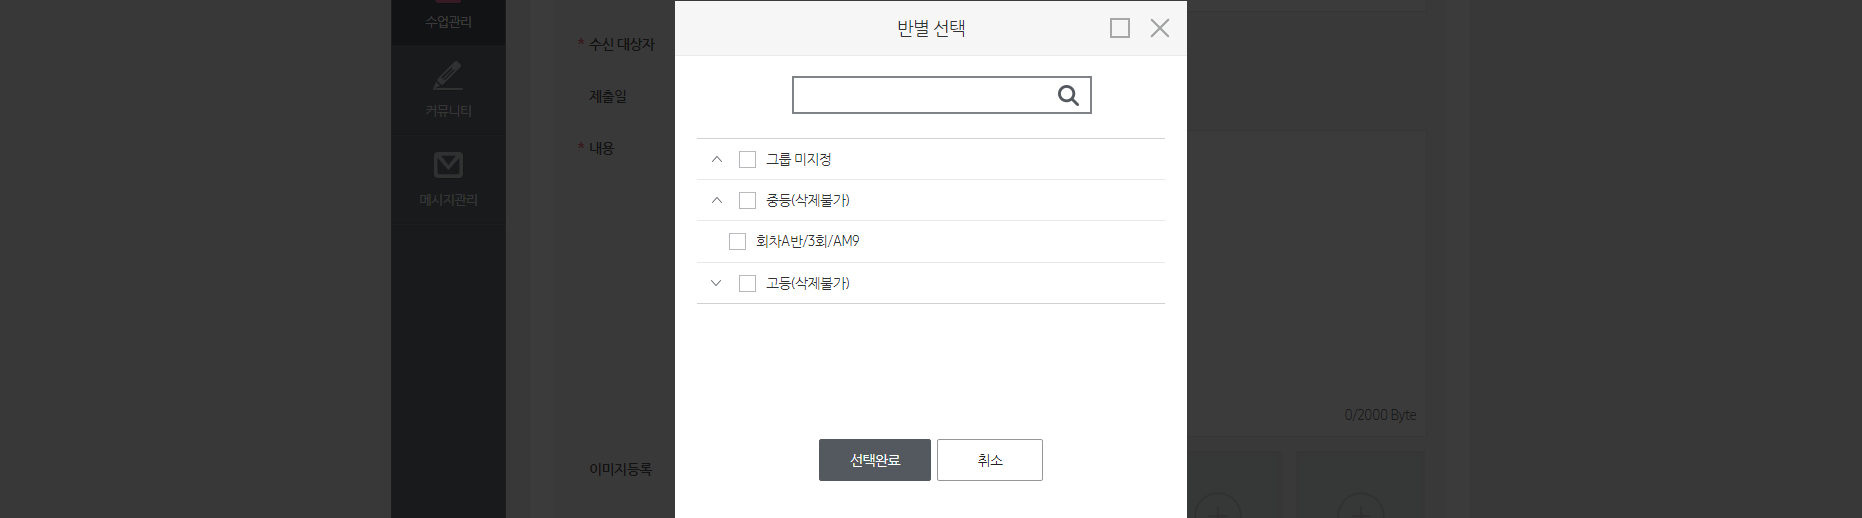 수업관리
커뮤니티
메시지관리
* 수신 대상자
제출일
* 내용
0/2000 Byte
이미지등록
반별 선택
그룹 미지정
중등(삭제불가)
회차A반/3회/AM9
고등(삭제불가)
선택완료
취소